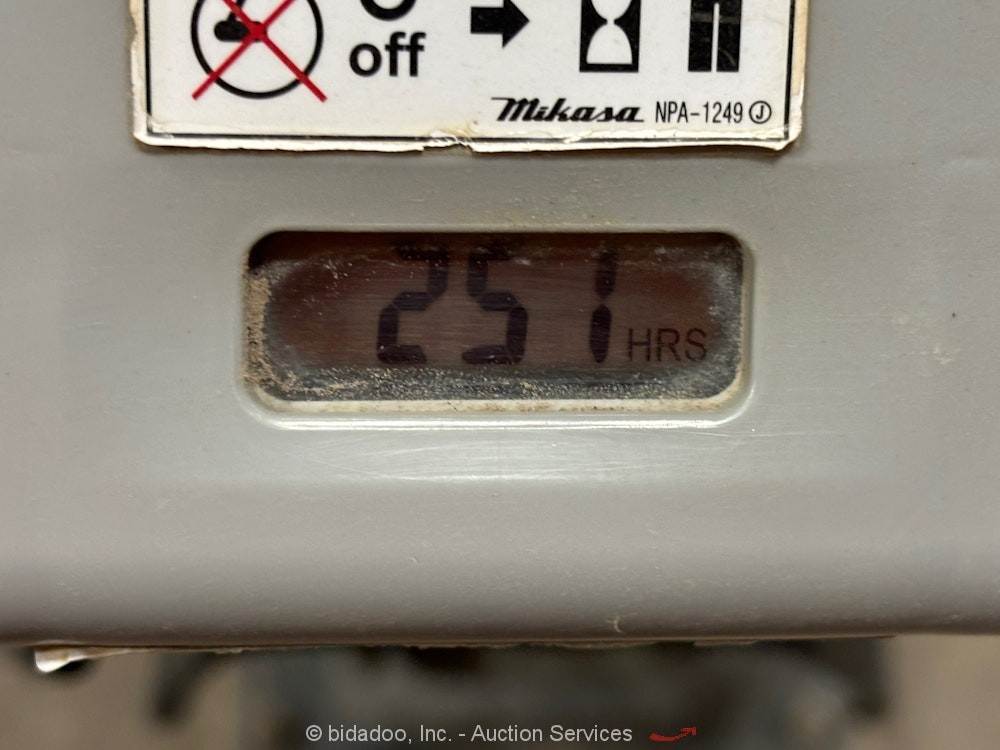 off
Mikasa NPA-1249 J
251 HRS
© bidadoo, Inc. - Auction Services